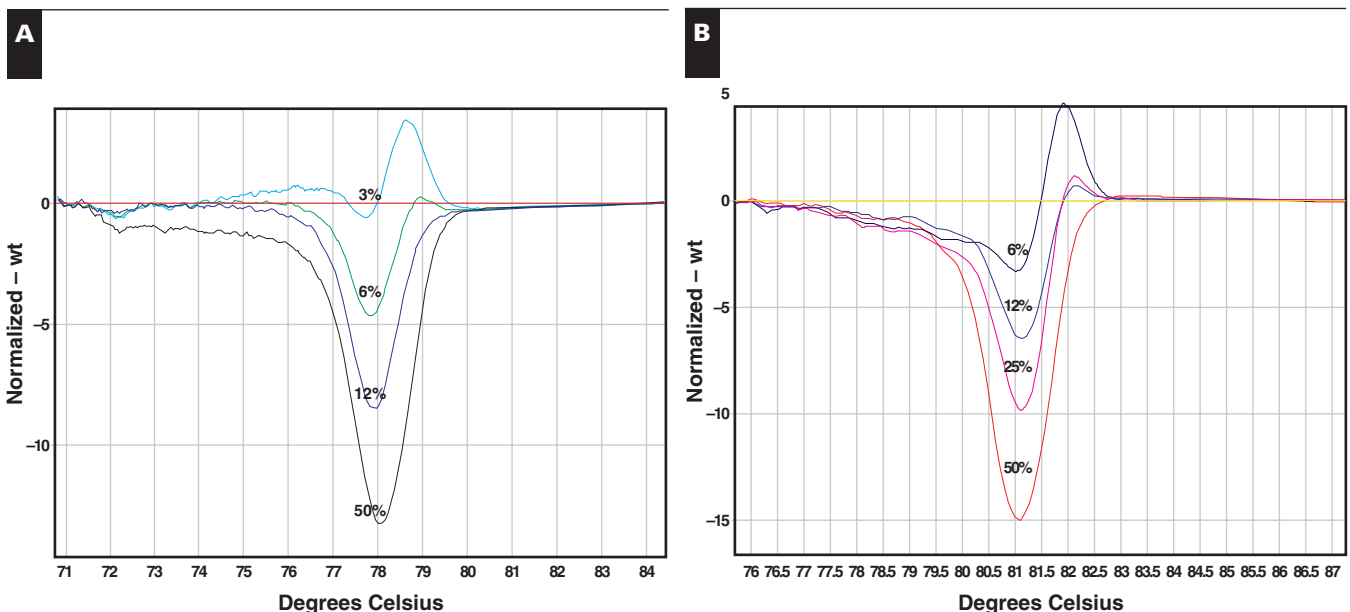 A
0
–5
–10
Normalized – wt
3%
6%
12%
50%
71 72 73 74 75 76 77 78 79 80 81 82 83 84
Degrees Celsius
B
5
0
–5
–10
–15
Normalized – wt
6%
12%
25%
50%
76 76.5 77 77.5 78 78.5 79 79.5 80 80.5 81 81.5 82 82.5 83 83.5 84 84.5 85 85.5 86 86.5 87
Degrees Celsius